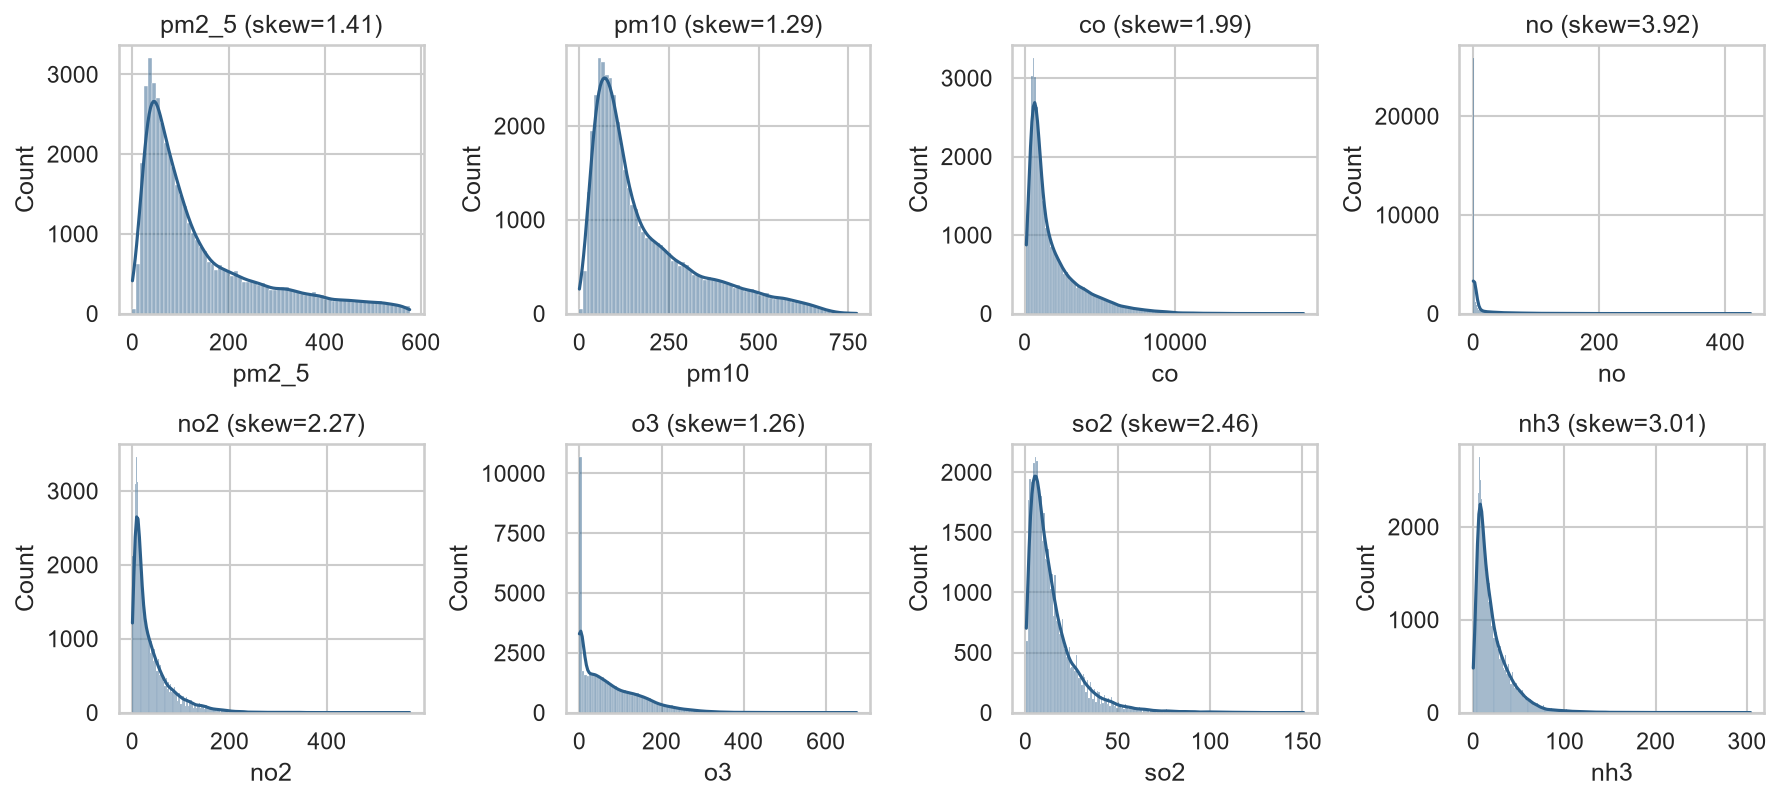 pm2_5 (skew=1.41)
3000
2000
1000
0
Count
0 200 400 600
pm2_5
pm10 (skew=1.29)
2000
1000
0
Count
0 250 500 750
pm10
co (skew=1.99)
3000
2000
1000
0
Count
0 10000
co
no (skew=3.92)
20000
10000
0
Count
0 200 400
no
no2 (skew=2.27)
3000
2000
1000
0
Count
0 200 400
no2
o3 (skew=1.26)
10000
7500
5000
2500
0
Count
0 200 400 600
o3
so2 (skew=2.46)
2000
1500
1000
500
0
Count
0 50 100 150
so2
nh3 (skew=3.01)
2000
1000
0
Count
0 100 200 300
nh3